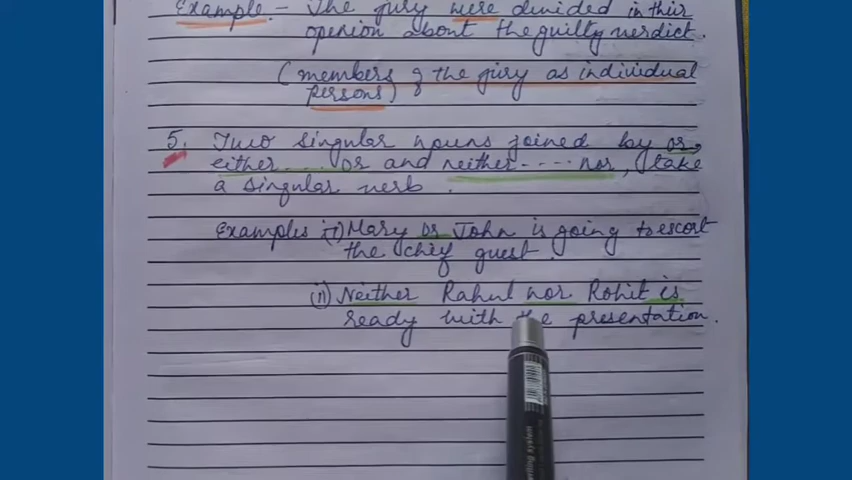 Example - The jury were divided in their
openion about the guilty verdict.
(members of the jury as individual
persons)
5. Two singular nouns joined by or,
either .... or and neither .... nor, take
a singular verb.
Examples (i) Mary or John is going to escort
the chief guest.
(ii) Neither Rahul nor Rohit is
ready with the presentation.